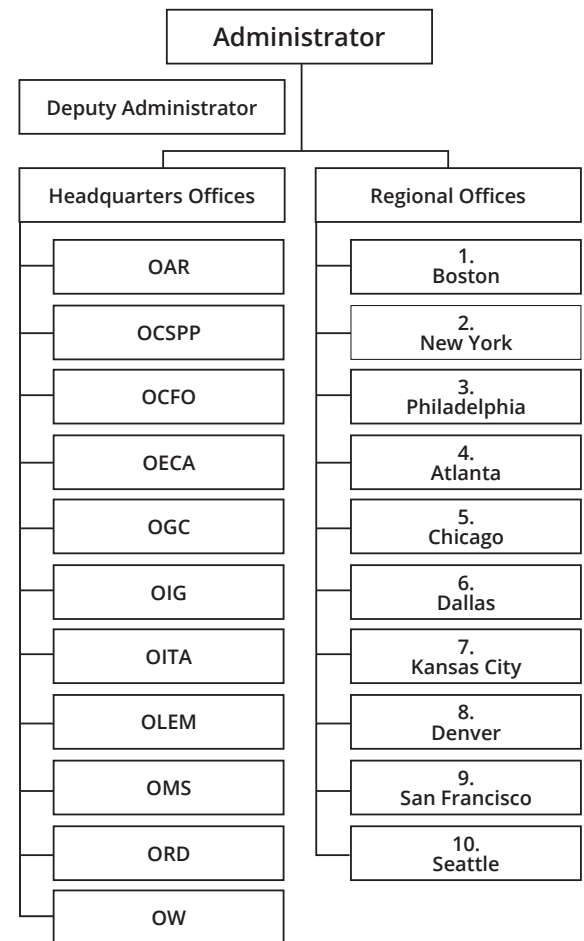 Administrator
Deputy Administrator
Headquarters Offices
OAR
OCSPP
OCFO
OECA
OGC
OIG
OITA
OLEM
OMS
ORD
OW
Regional Offices
1.
Boston
2.
New York
3.
Philadelphia
4.
Atlanta
5.
Chicago
6.
Dallas
7.
Kansas City
8.
Denver
9.
San Francisco
10.
Seattle